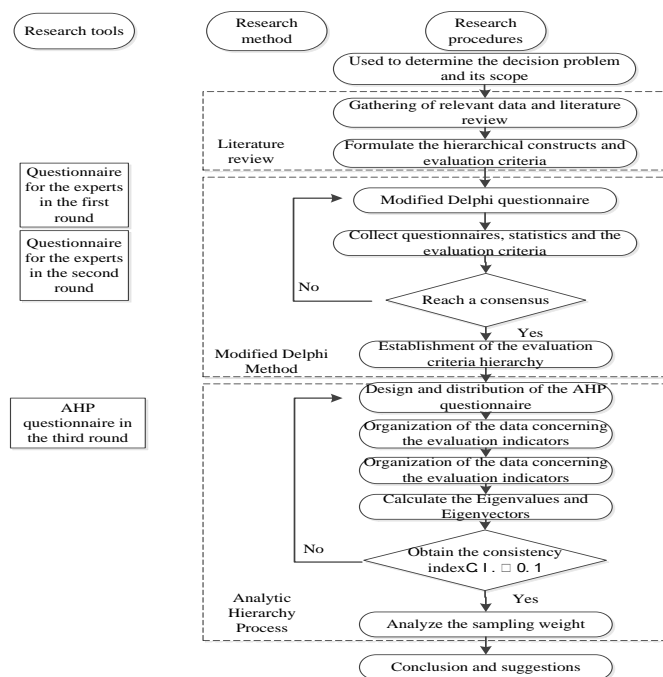 Research tools
Research
method
Research
procedures
Used to determine the decision problem
and its scope
Gathering of relevant data and literature
review
Literature
review
Formulate the hierarchical constructs and
evaluation criteria
Questionnaire
for the experts
in the first
round
Modified Delphi questionnaire
Questionnaire
for the experts
in the second
round
Collect questionnaires, statistics and the
evaluation criteria
No
Reach a consensus
Yes
Modified Delphi
Method
Establishment of the evaluation
criteria hierarchy
AHP
questionnaire in
the third round
Design and distribution of the AHP
questionnaire
Organization of the data concerning
the evaluation indicators
Organization of the data concerning
the evaluation indicators
Calculate the Eigenvalues and
Eigenvectors
No
Obtain the consistency
indexC.I.□0.1
Yes
Analytic
Hierarchy
Process
Analyze the sampling weight
Conclusion and suggestions